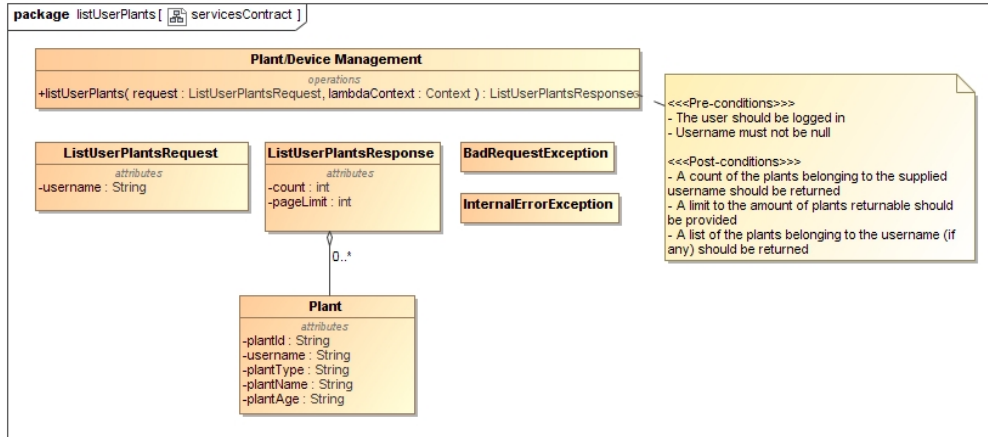 package listUserPlants [ servicesContract ]
Plant/Device Management
operations
+listUserPlants( request : ListUserPlantsRequest, lambdaContext : Context ) : ListUserPlantsResponse
<<<Pre-conditions>>>
- The user should be logged in
- Username must not be null
<<<Post-conditions>>>
- A count of the plants belonging to the supplied
username should be returned
- A limit to the amount of plants returnable should
be provided
- A list of the plants belonging to the username (if
any) should be returned
ListUserPlantsRequest
attributes
-username : String
ListUserPlantsResponse
attributes
-count : int
-pageLimit : int
BadRequestException
InternalErrorException
0..*
Plant
attributes
-plantId : String
-username : String
-plantType : String
-plantName : String
-plantAge : String